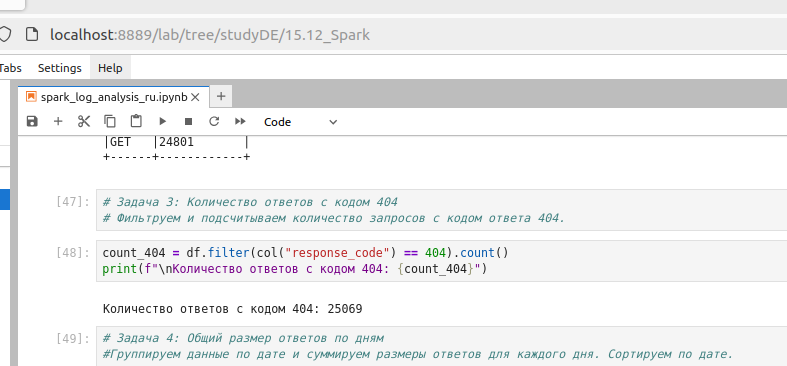 localhost:8889/lab/tree/studyDE/15.12_Spark
Tabs Settings Help
spark_log_analysis_ru.ipynb
Code
|GET |24801 |
+------+------------+
[47]: # Задача 3: Количество ответов с кодом 404
# Фильтруем и подсчитываем количество запросов с кодом ответа 404.
[48]: count_404 = df.filter(col("response_code") == 404).count()
print(f"\nКоличество ответов с кодом 404: {count_404}")
Количество ответов с кодом 404: 25069
[49]: # Задача 4: Общий размер ответов по дням
#Группируем данные по дате и суммируем размеры ответов для каждого дня. Сортируем по дате.